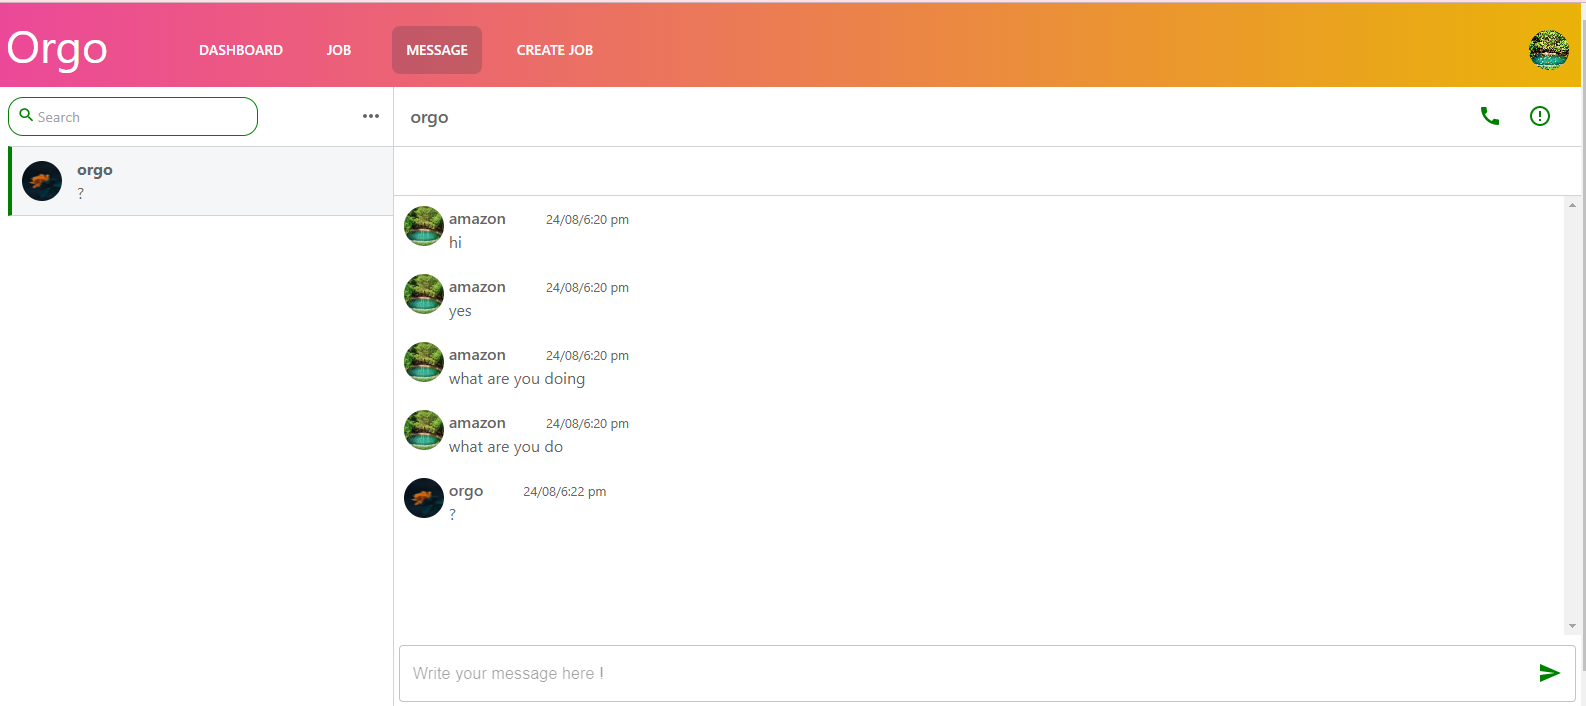 Orgo
DASHBOARD JOB MESSAGE CREATE JOB
Search
orgo
?
orgo
amazon 24/08/6:20 pm
hi
amazon 24/08/6:20 pm
yes
amazon 24/08/6:20 pm
what are you doing
amazon 24/08/6:20 pm
what are you do
orgo 24/08/6:22 pm
?
Write your message here !